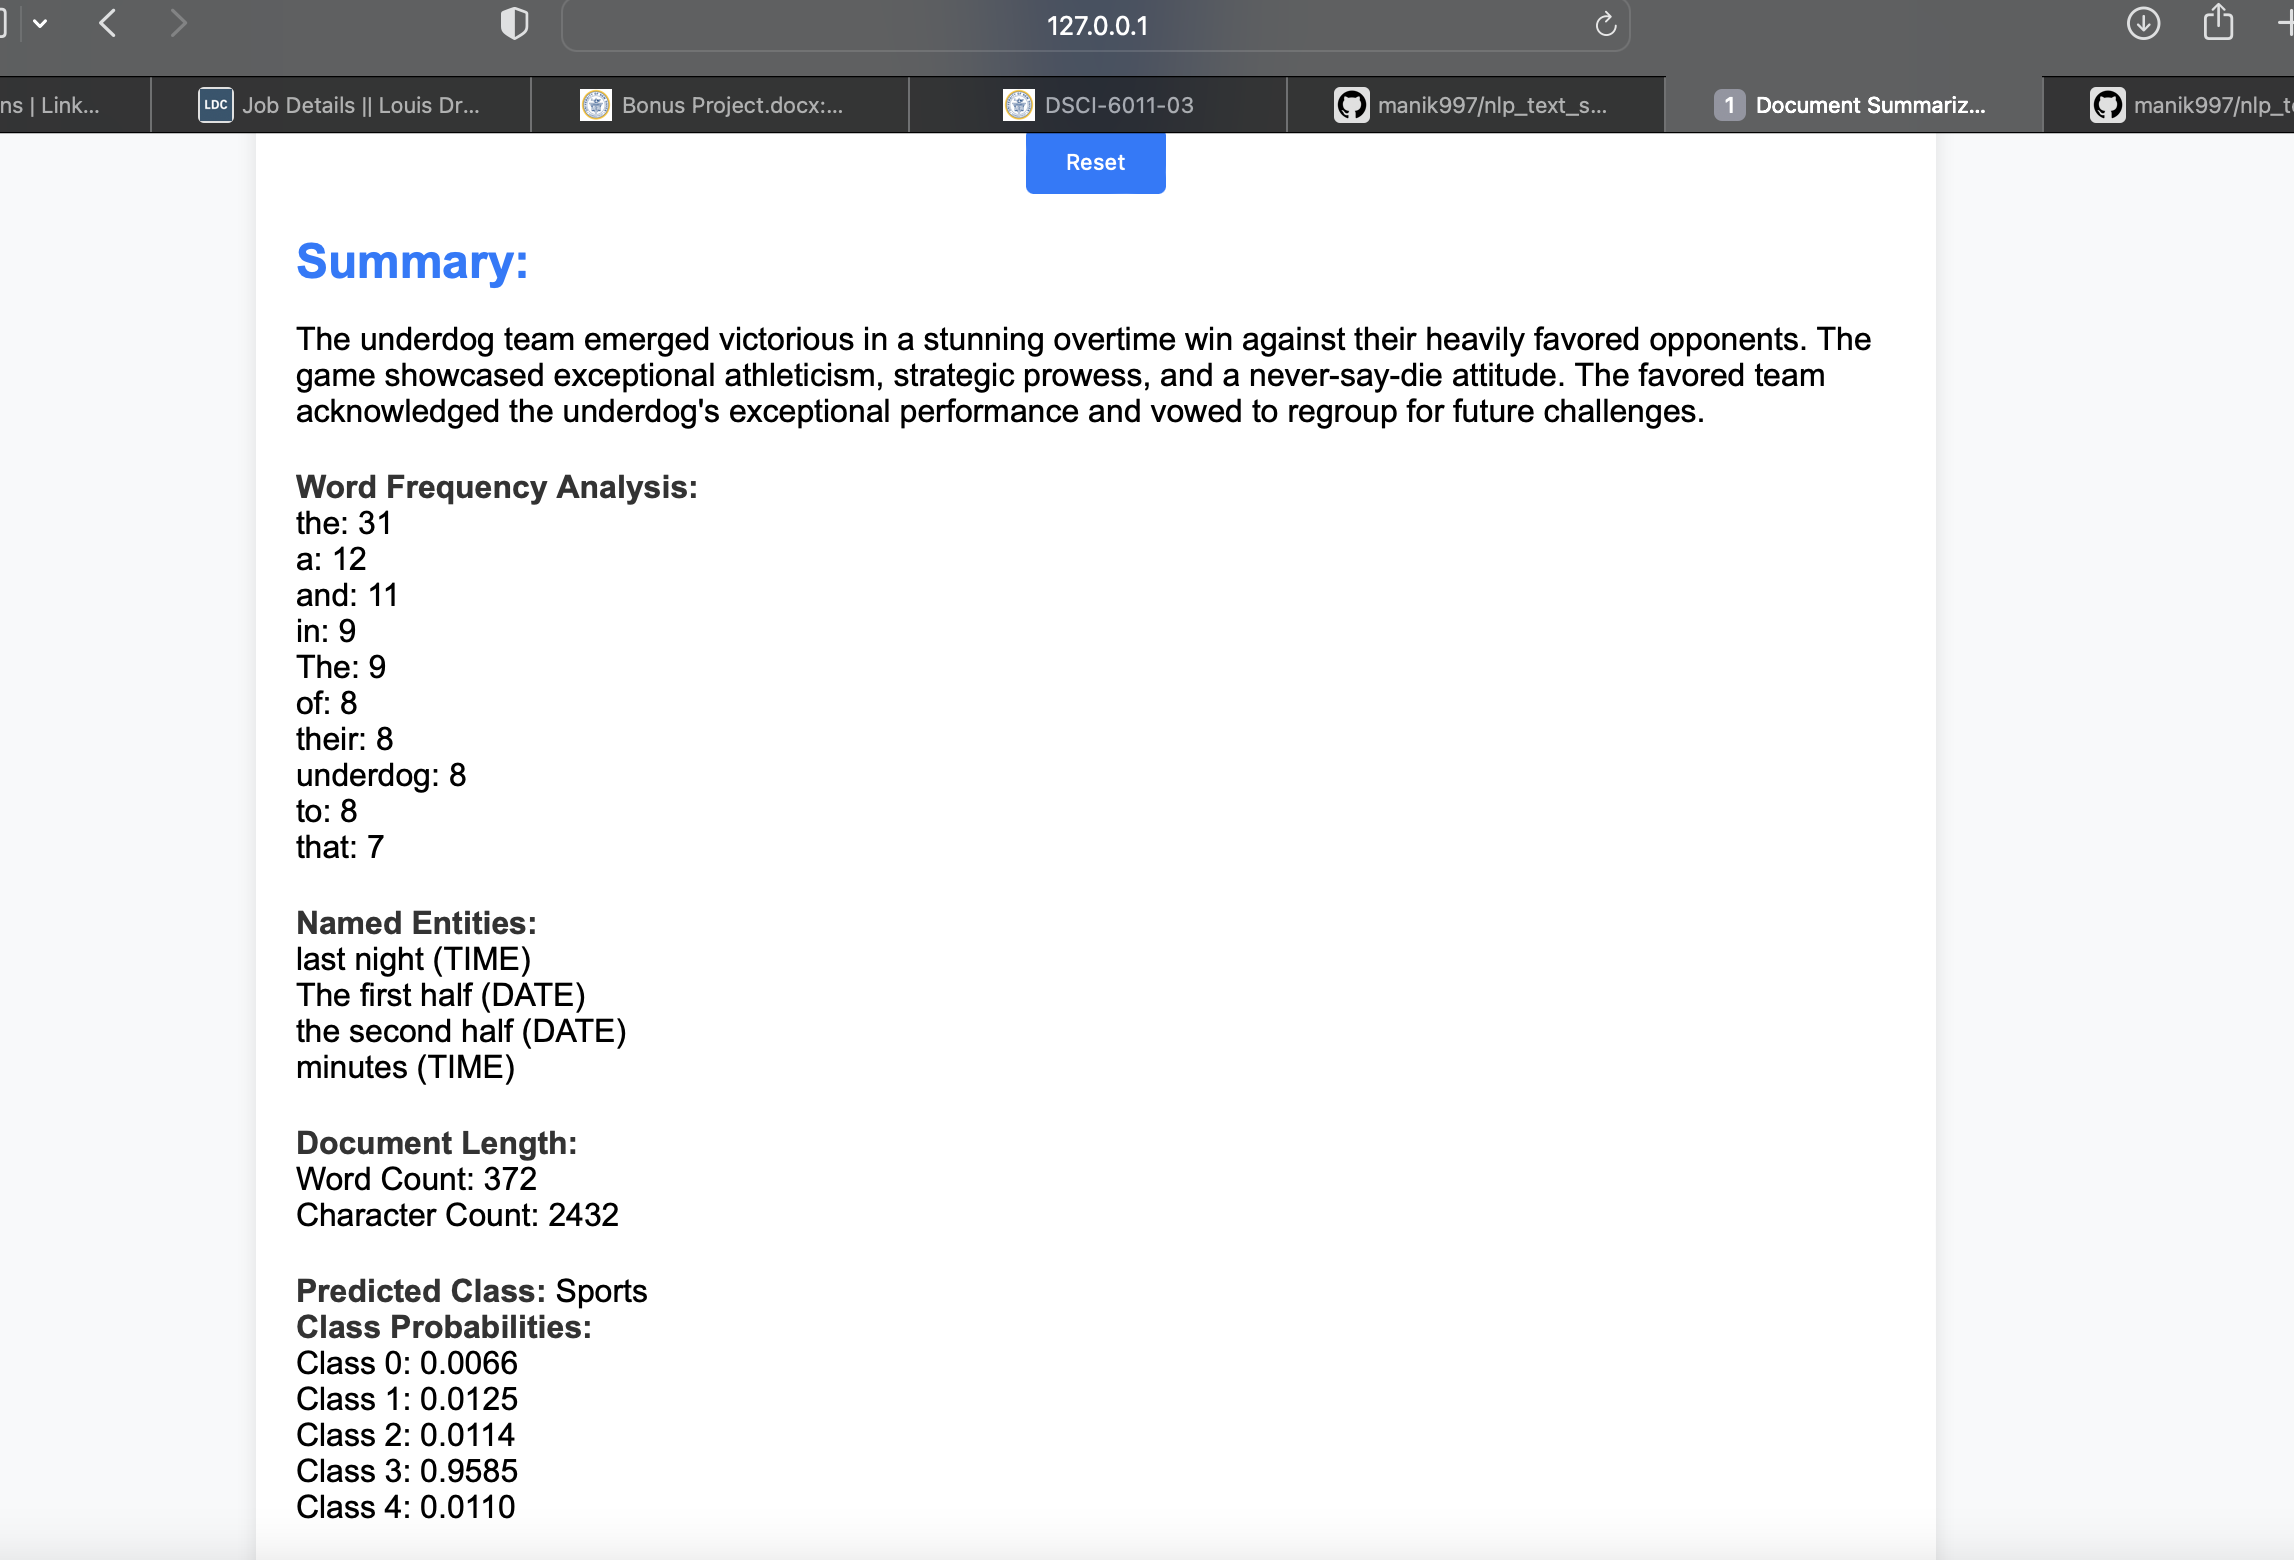 127.0.0.1
ns | Link...
LDC Job Details || Louis Dr...
Bonus Project.docx:...
DSCI-6011-03
manik997/nlp_text_s...
1 Document Summariz...
manik997/nlp_t
Reset
Summary:
The underdog team emerged victorious in a stunning overtime win against their heavily favored opponents. The
game showcased exceptional athleticism, strategic prowess, and a never-say-die attitude. The favored team
acknowledged the underdog's exceptional performance and vowed to regroup for future challenges.
Word Frequency Analysis:
the: 31
a: 12
and: 11
in: 9
The: 9
of: 8
their: 8
underdog: 8
to: 8
that: 7
Named Entities:
last night (TIME)
The first half (DATE)
the second half (DATE)
minutes (TIME)
Document Length:
Word Count: 372
Character Count: 2432
Predicted Class: Sports
Class Probabilities:
Class 0: 0.0066
Class 1: 0.0125
Class 2: 0.0114
Class 3: 0.9585
Class 4: 0.0110